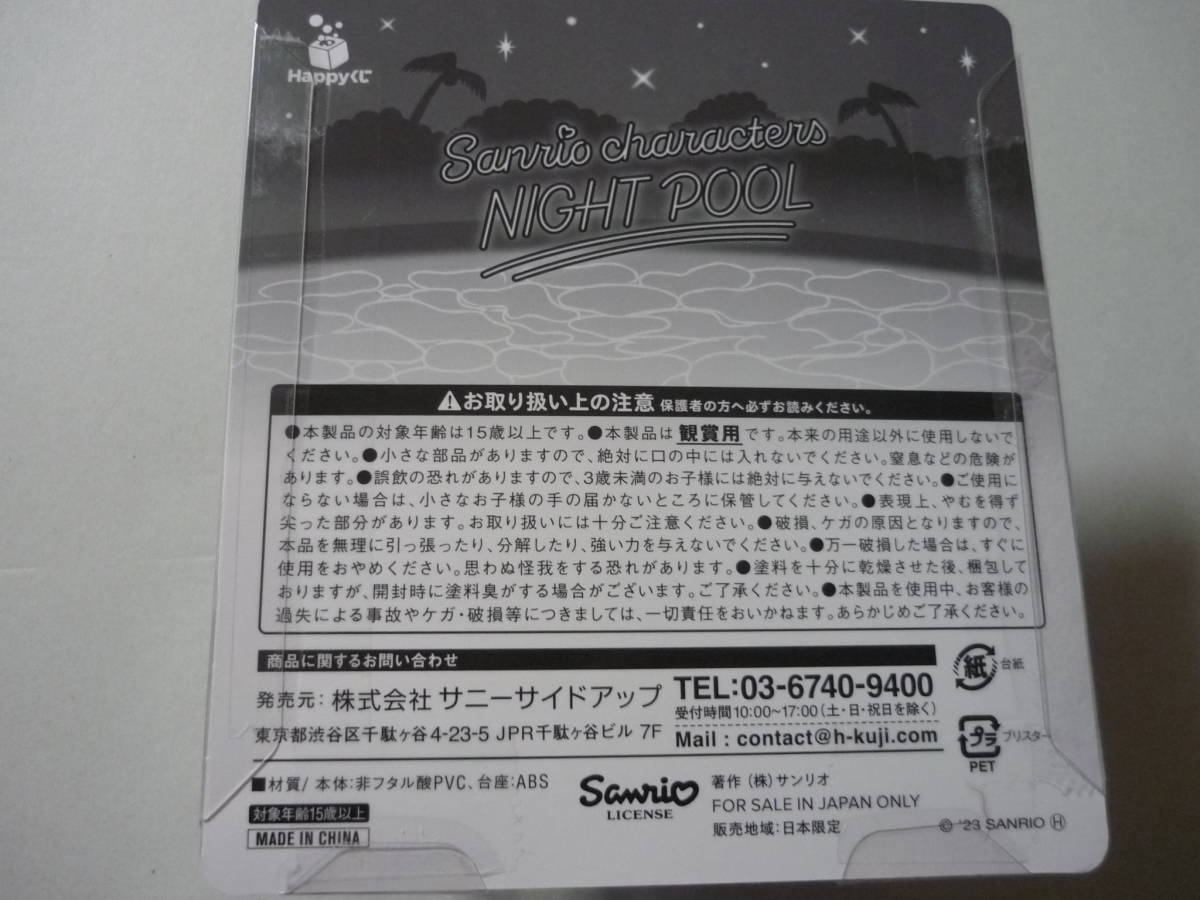 Happyくじ
Sanrio characters
NIGHT POOL
⚠お取り扱い上の注意 保護者の方へ必ずお読みください。
●本製品の対象年齢は15歳以上です。●本製品は観賞用です。本来の用途以外に使用しないで
ください。●小さな部品がありますので、絶対に口の中には入れないでください。窒息などの危険が
あります。●誤飲の恐れがありますので、3歳未満のお子様には絶対に与えないでください。●ご使用に
ならない場合は、小さなお子様の手の届かないところに保管してください。●表現上、やむを得ず
尖った部分があります。お取り扱いには十分ご注意ください。●破損、ケガの原因となりますので、
本品を無理に引っ張ったり、分解したり、強い力を与えないでください。●万一破損した場合は、すぐに
使用をおやめください。思わぬ怪我をする恐れがあります。●塗料を十分に乾燥させた後、梱包して
おりますが、開封時に塗料臭がする場合がございます。ご了承ください。●本製品を使用中、お客様の
過失による事故やケガ・破損等につきましては、一切責任をおいかねます。あらかじめご了承ください。
商品に関するお問い合わせ
発売元: 株式会社 サニーサイドアップ
東京都渋谷区千駄ヶ谷4-23-5 JPR千駄ヶ谷ビル 7F
TEL:03-6740-9400
受付時間10:00~17:00(土・日・祝日を除く)
Mail : contact@h-kuji.com
紙 台紙
プラ ブリスター
PET
■材質/ 本体:非フタル酸PVC、台座:ABS
対象年齢15歳以上
MADE IN CHINA
Sanrio
LICENSE
著作 (株) サンリオ
FOR SALE IN JAPAN ONLY
販売地域:日本限定
© '23 SANRIO Ⓗ